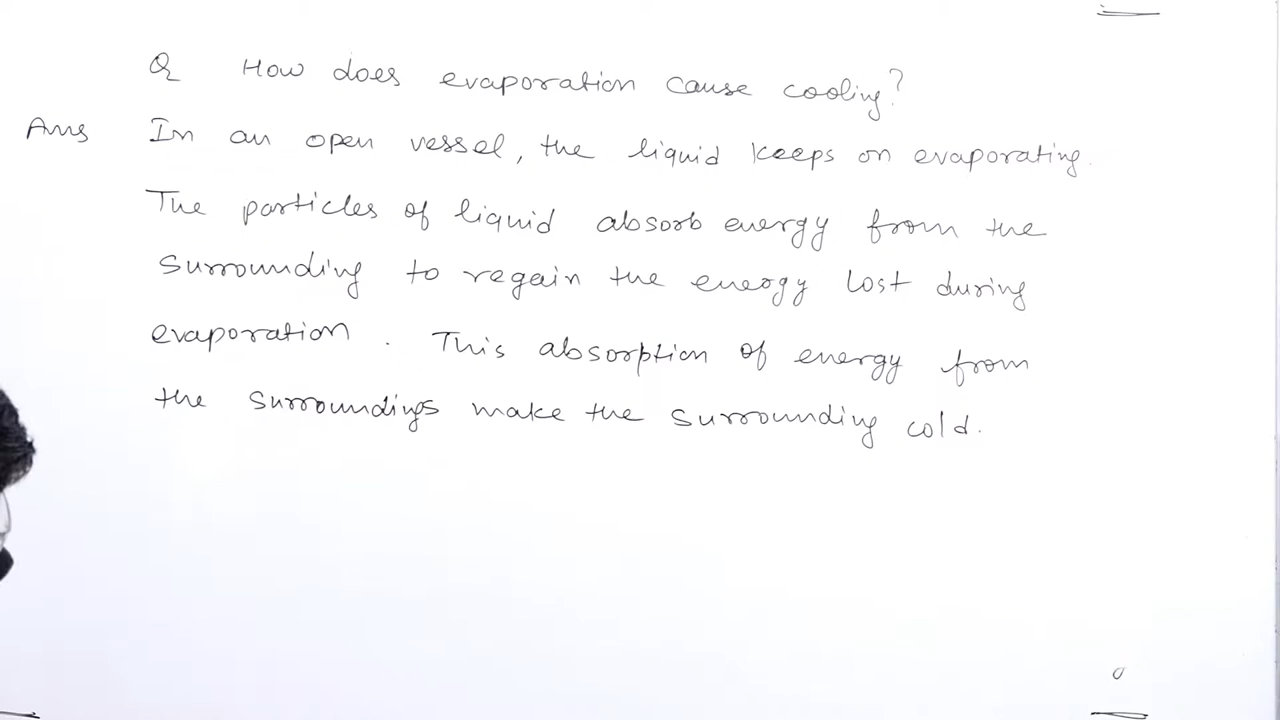 Q How does evaporation cause cooling?
Ans In an open vessel, the liquid keeps on evaporating.
The particles of liquid absorb energy from the
surrounding to regain the energy lost during
evaporation. This absorption of energy from
the surroundings make the surrounding cold.